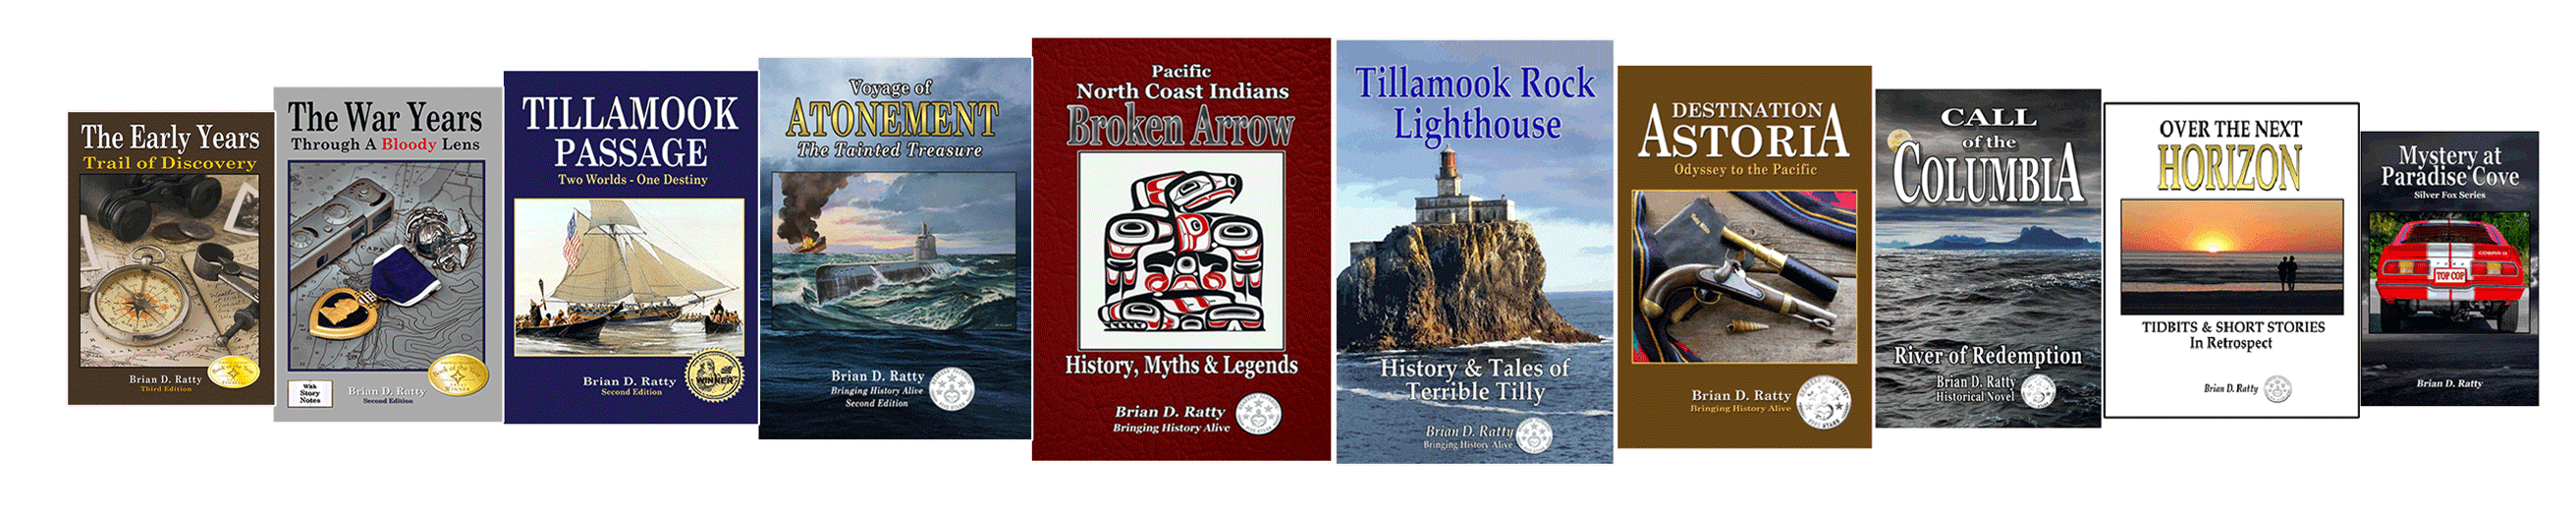 The Early Years
Trail of Discovery
Brian D. Ratty
Third Edition
The War Years
Through A Bloody Lens
CAPE
With
Story
Notes
Brian D. Ratty
Second Edition
TILLAMOOK
PASSAGE
Two Worlds - One Destiny
WINNER
Brian D. Ratty
Second Edition
Voyage of
ATONEMENT
The Tainted Treasure
Brian D. Ratty
Bringing History Alive
Second Edition
Pacific
North Coast Indians
Broken Arrow
History, Myths & Legends
Brian D. Ratty
Bringing History Alive
Tillamook Rock
Lighthouse
History & Tales of
Terrible Tilly
Brian D. Ratty
Bringing History Alive
DESTINATION
ASTORIA
Odyssey to the Pacific
Holy Bible
Brian D. Ratty
Bringing History Alive
CALL
of the
COLUMBIA
River of Redemption
Brian D. Ratty
Historical Novel
OVER THE NEXT
HORIZON
TIDBITS & SHORT STORIES
In Retrospect
Brian D. Ratty
Mystery at
Paradise Cove
Silver Fox Series
COBRA II
TOP COP
Brian D. Ratty